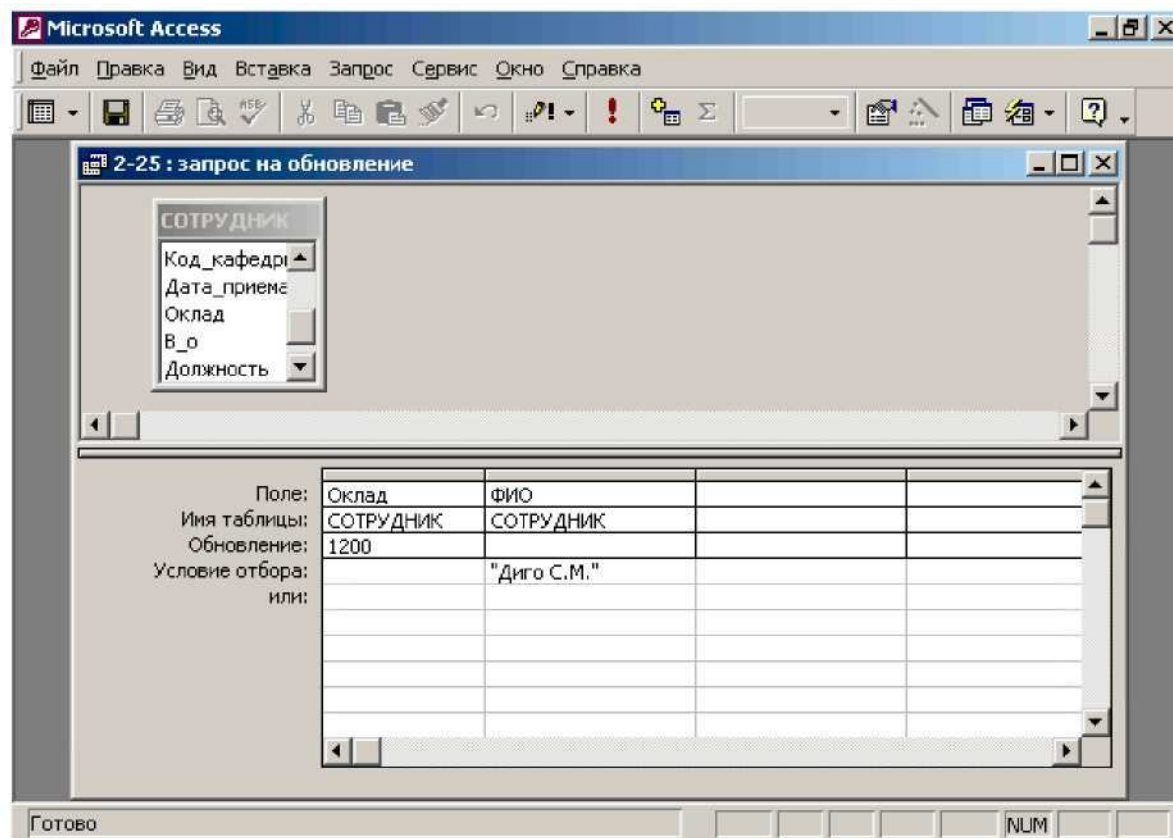 Microsoft Access
Файл Правка Вид Вставка Запрос Сервис Окно Справка
2-25 : запрос на обновление
СОТРУДНИК
Код_кафедры
Дата_приема
Оклад
В_о
Должность
Поле: Оклад ФИО
Имя таблицы: СОТРУДНИК СОТРУДНИК
Обновление: 1200
Условие отбора: "Диго С.М."
или:
Готово NUM